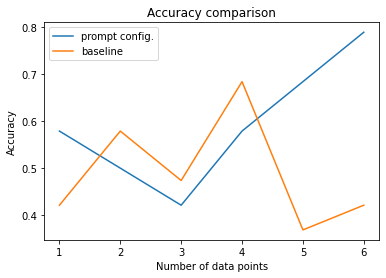 Accuracy comparison
prompt config.
baseline
Accuracy
0.8
0.7
0.6
0.5
0.4
1 2 3 4 5 6
Number of data points